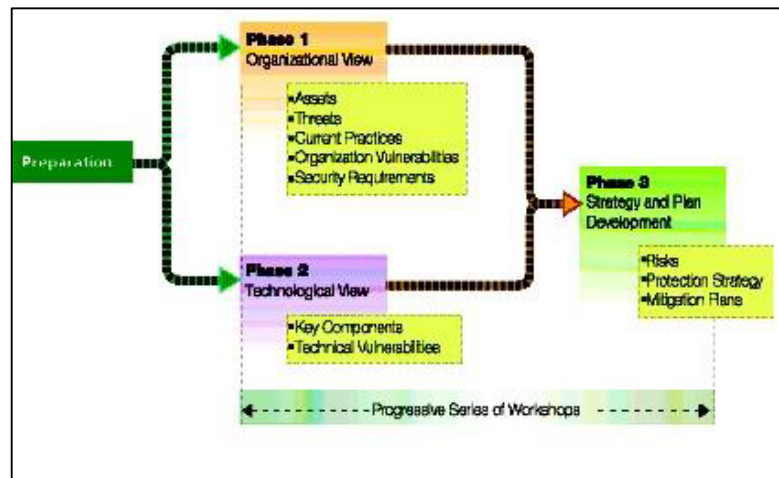 Preparation
Phase 1
Organizational View
▪Assets
▪Threats
▪Current Practices
▪Organization Vulnerabilities
▪Security Requirements
Phase 2
Technological View
▪Key Components
▪Technical Vulnerabilities
Phase 3
Strategy and Plan
Development
▪Risks
▪Protection Strategy
▪Mitigation Plans
Progressive Series of Workshops